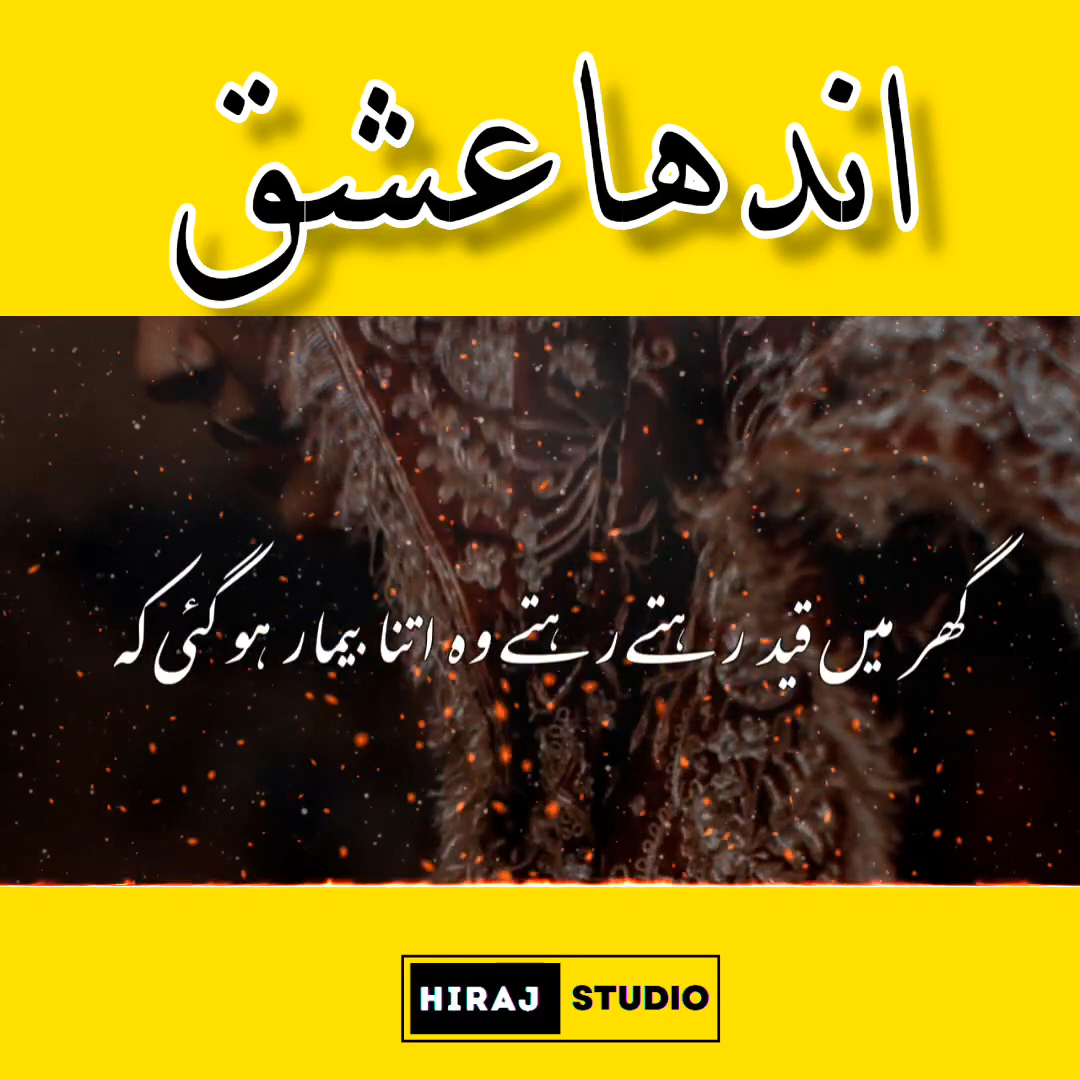 اندھا عشق
گھر میں قید رہتے رہتے وہ اتنا بیمار ہو گئی کہ
HIRAJ STUDIO